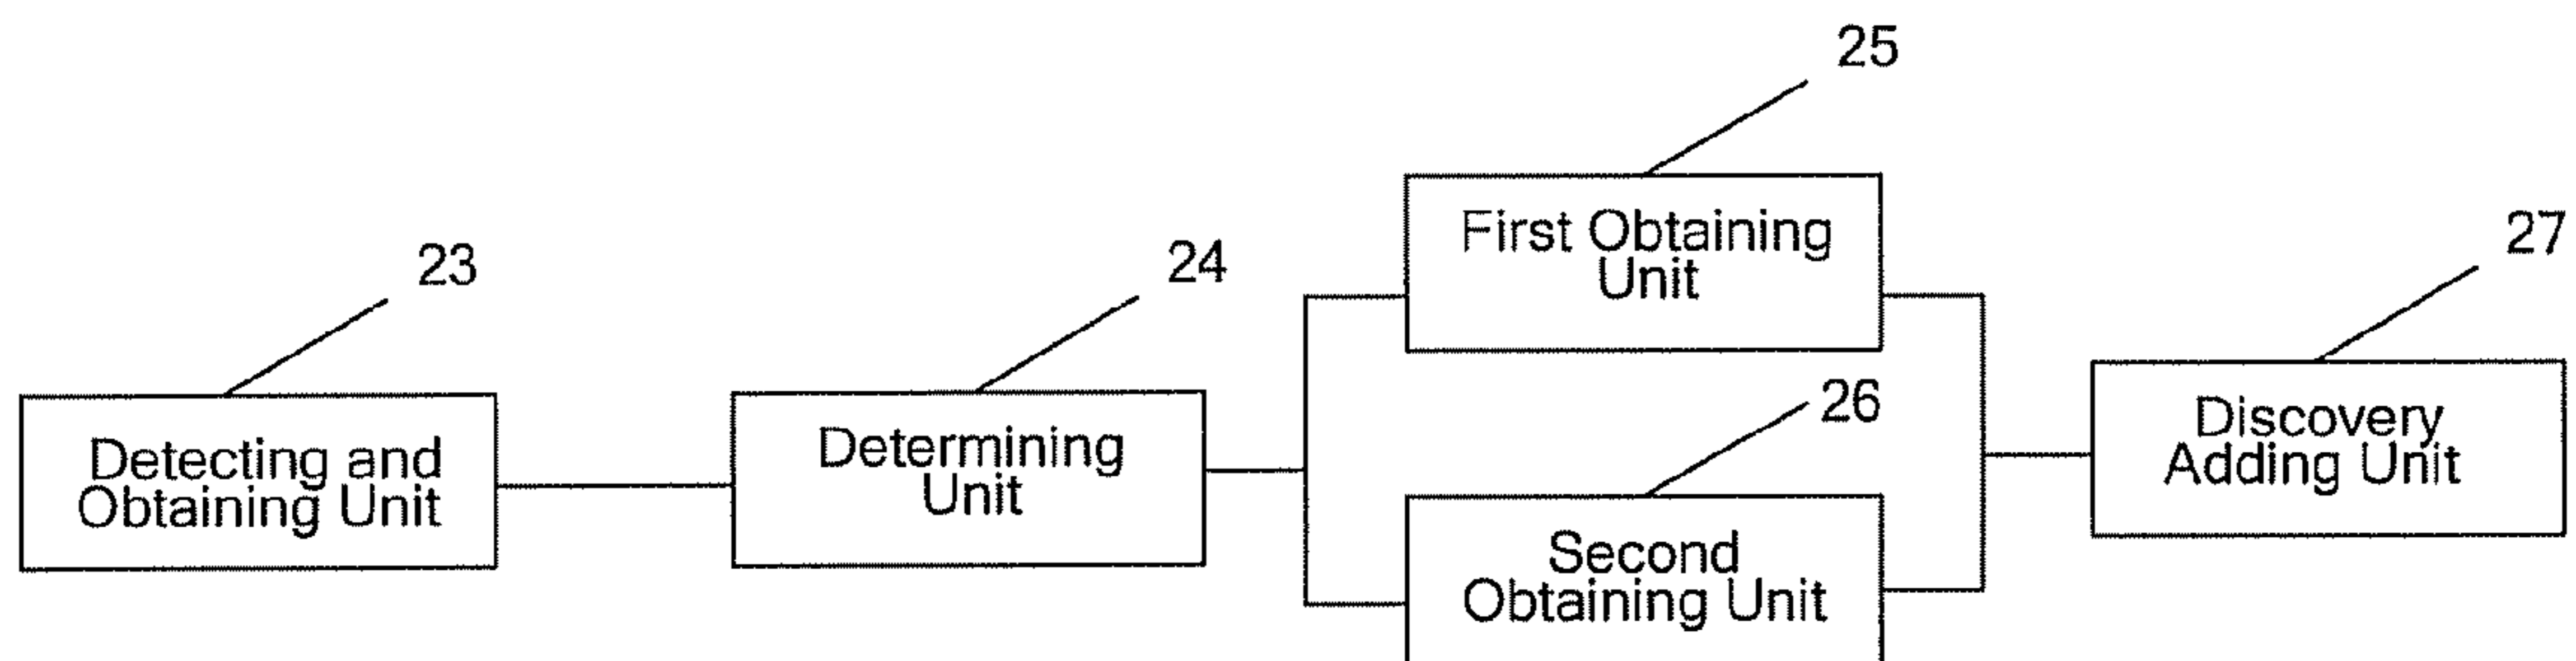 25
First Obtaining
Unit
27
23
24
26
Discovery
Adding Unit
Detecting and
Obtaining Unit
Determining
Unit
Second
Obtaining Unit